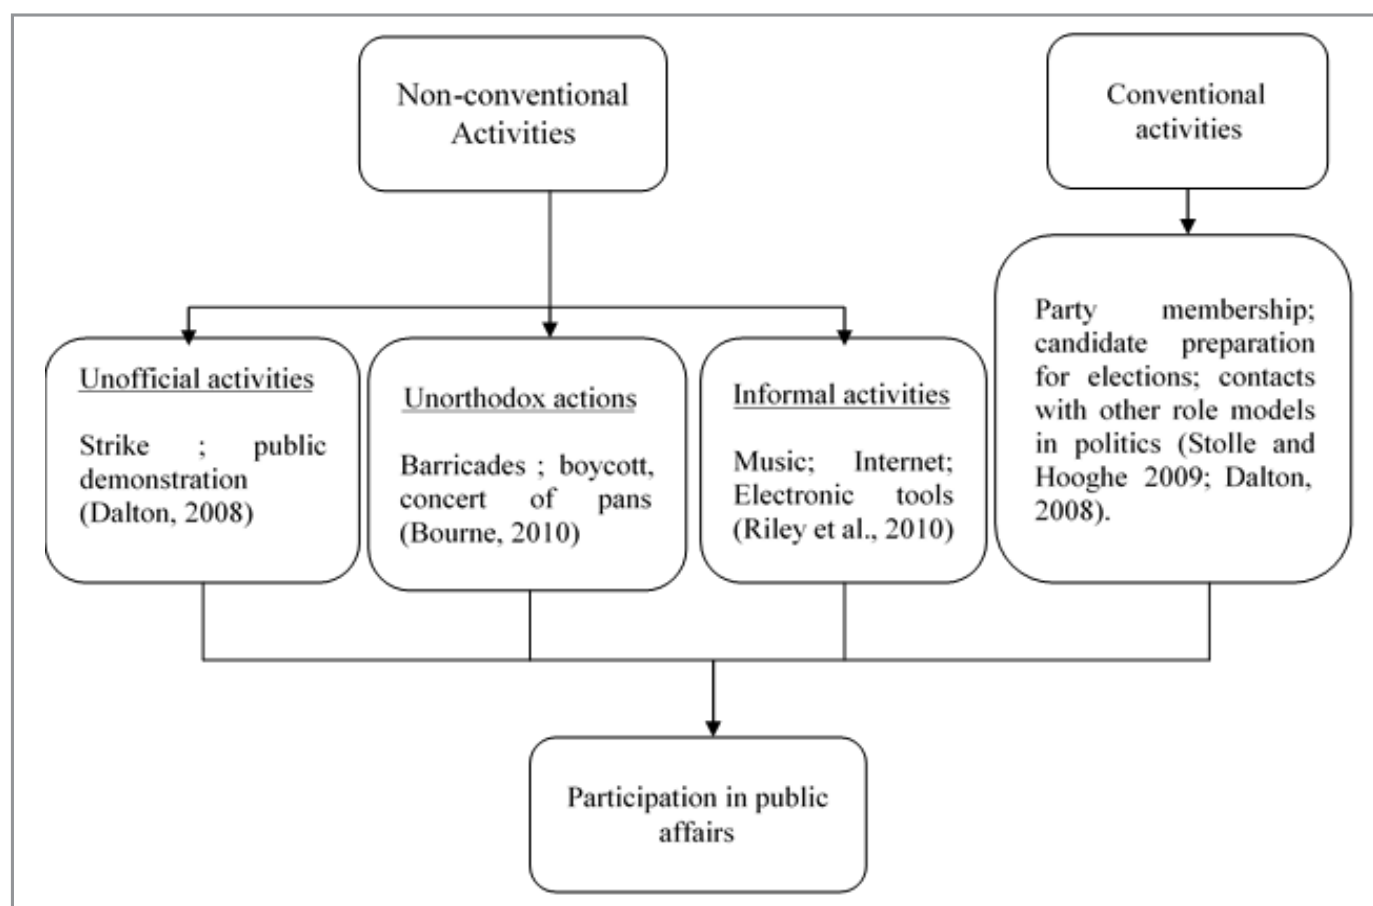 Non-conventional
Activities
Conventional
activities
Unofficial activities
Strike ; public
demonstration
(Dalton, 2008)
Unorthodox actions
Barricades ; boycott,
concert of pans
(Bourne, 2010)
Informal activities
Music; Internet;
Electronic tools
(Riley et al., 2010)
Party membership;
candidate preparation
for elections; contacts
with other role models
in politics (Stolle and
Hooghe 2009; Dalton,
2008).
Participation in public
affairs